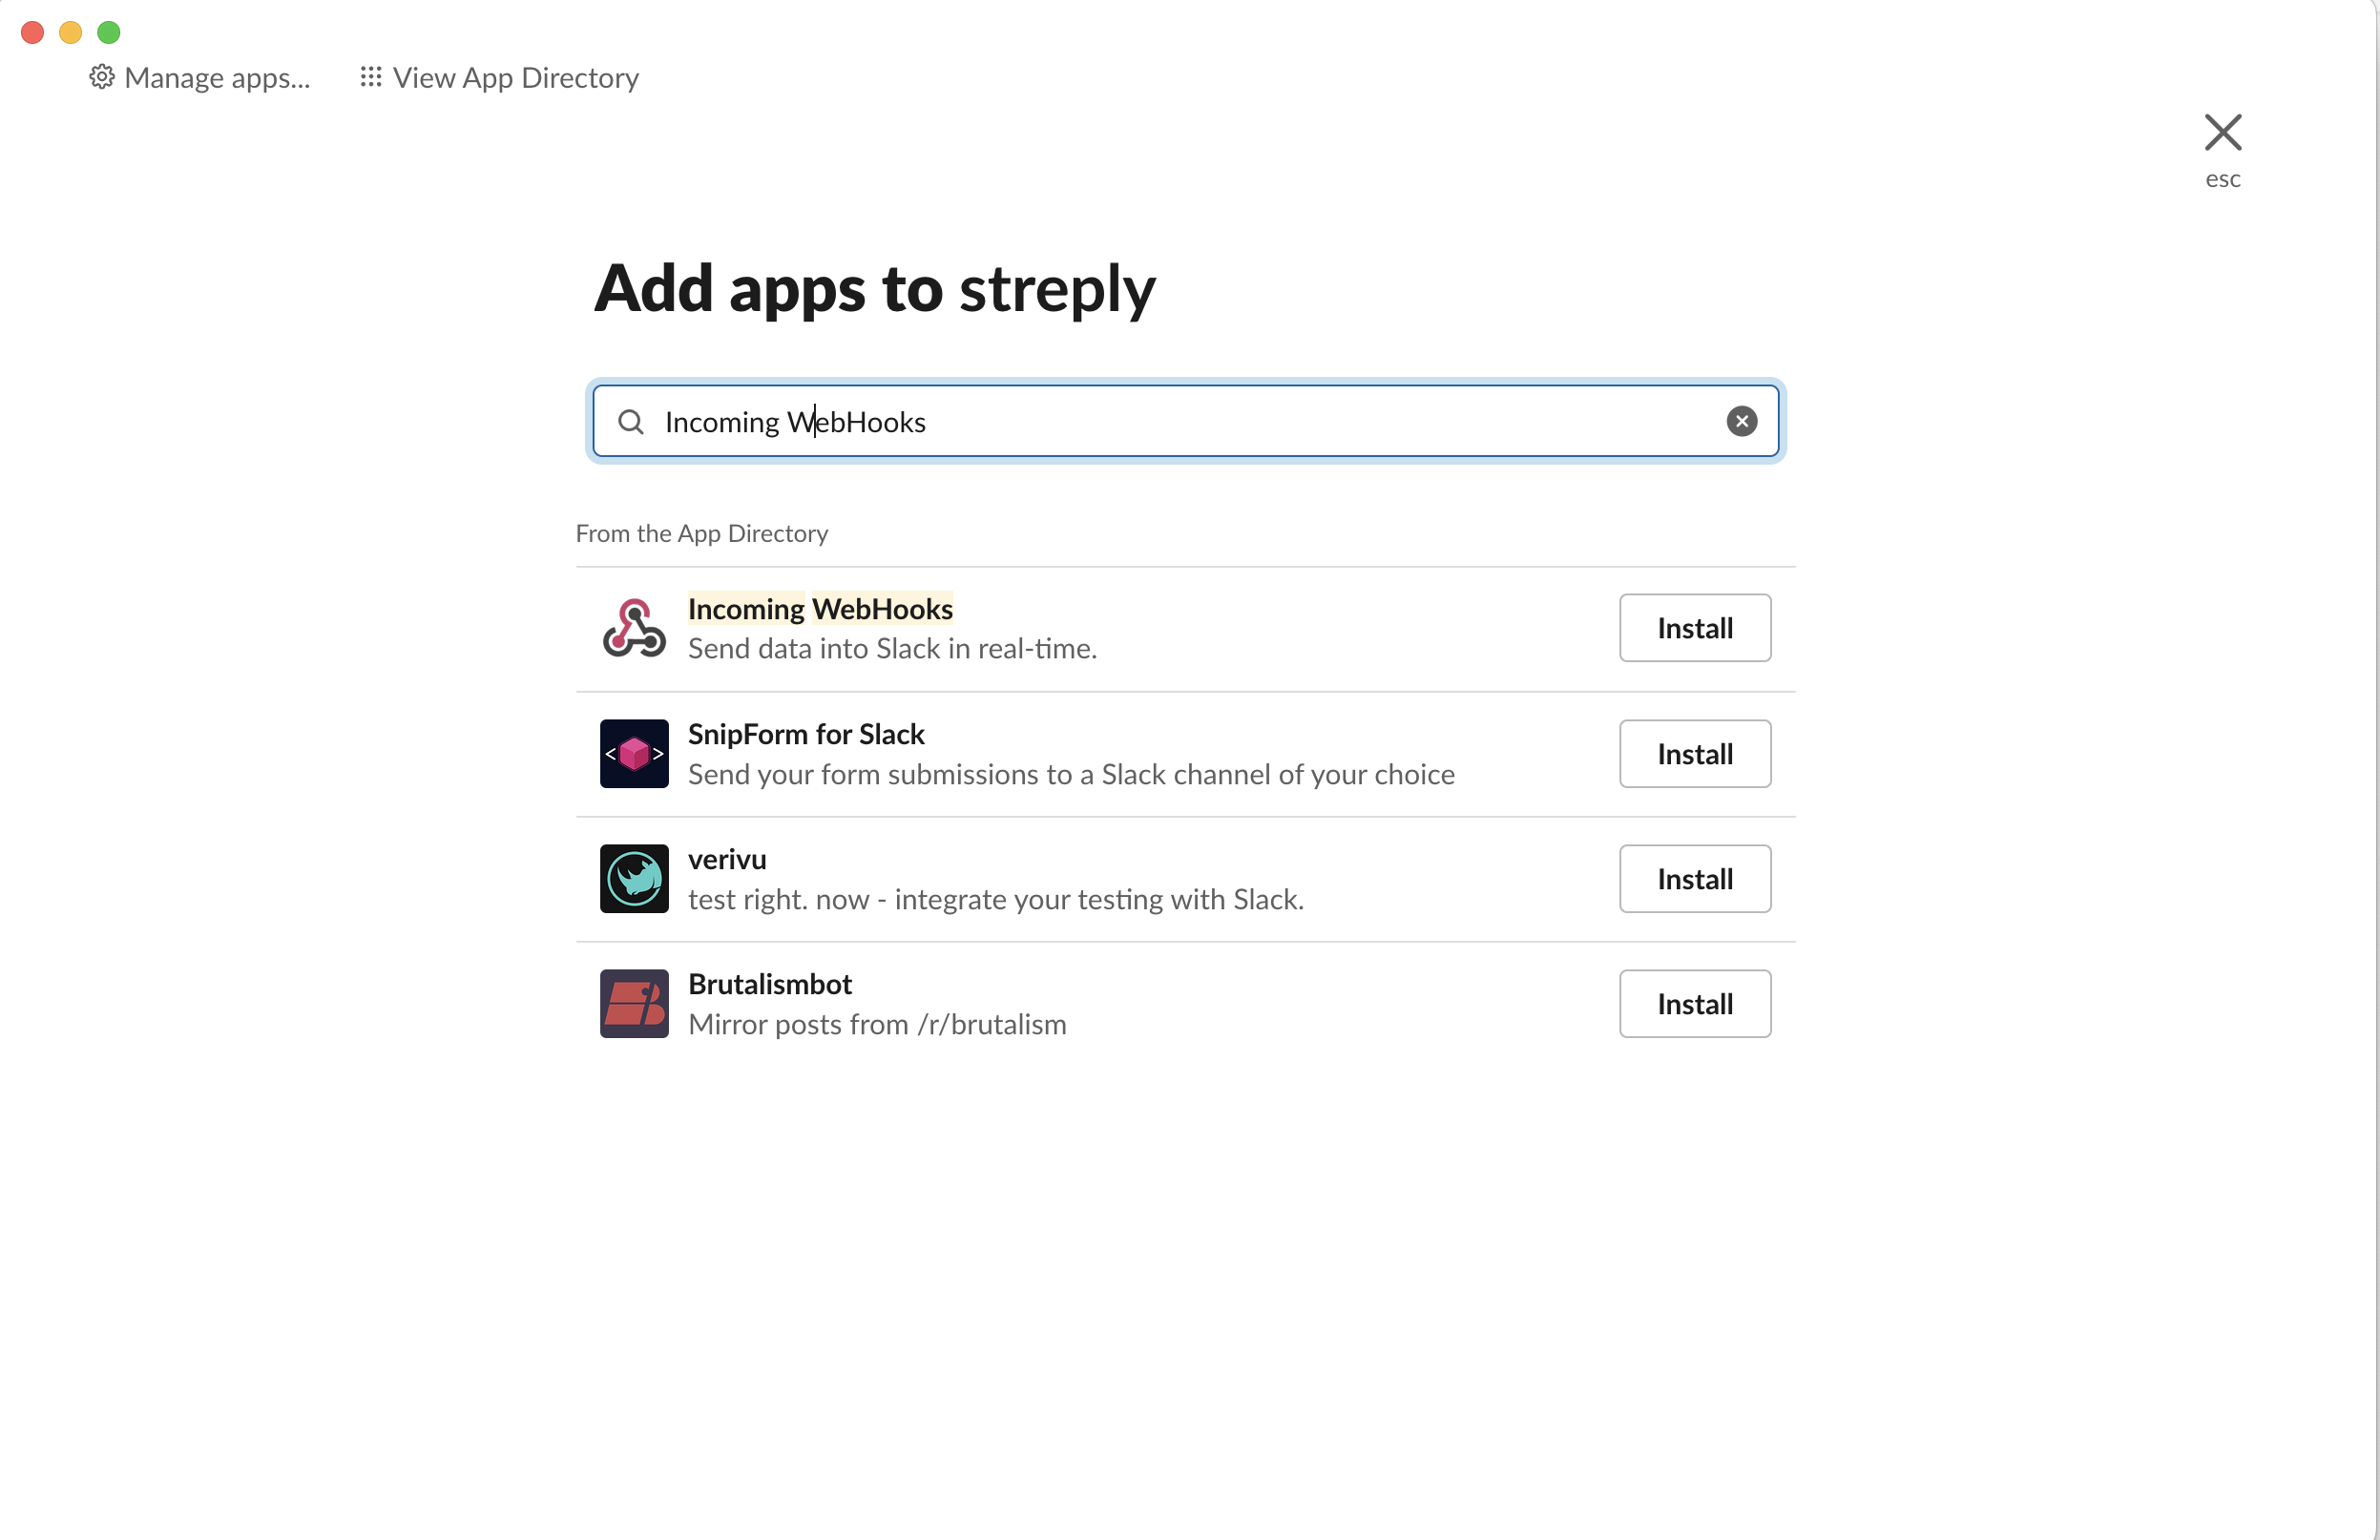 Manage apps... View App Directory
esc
Add apps to streply
Incoming WebHooks
From the App Directory
Incoming WebHooks
Send data into Slack in real-time.
Install
SnipForm for Slack
Send your form submissions to a Slack channel of your choice
Install
verivu
test right. now - integrate your testing with Slack.
Install
Brutalismbot
Mirror posts from /r/brutalism
Install